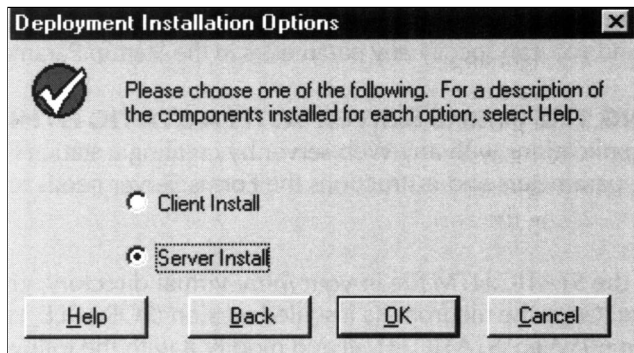 Deployment Installation Options
Please choose one of the following. For a description of
the components installed for each option, select Help.
Client Install
Server Install
Help
Back
OK
Cancel